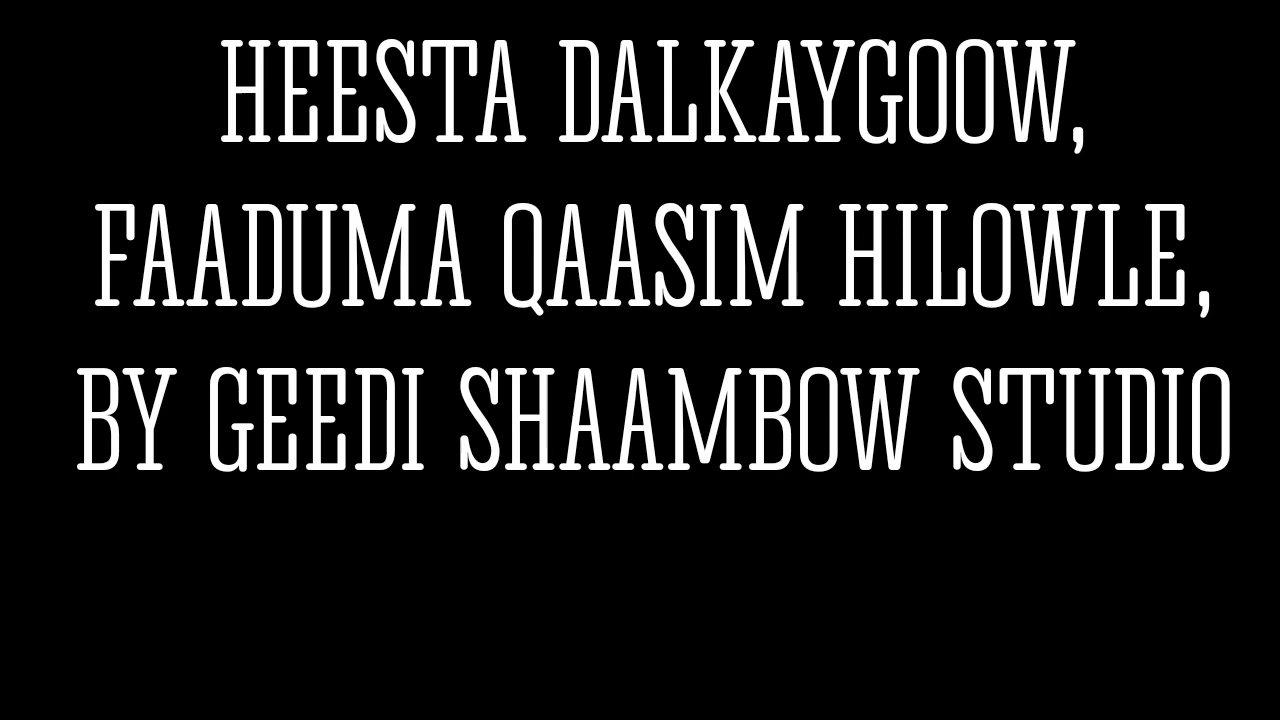 HEESTA DALKAYGOOW,
FAADUMA QAASIM HILOWLE,
BY GEEDI SHAAMBOW STUDIO